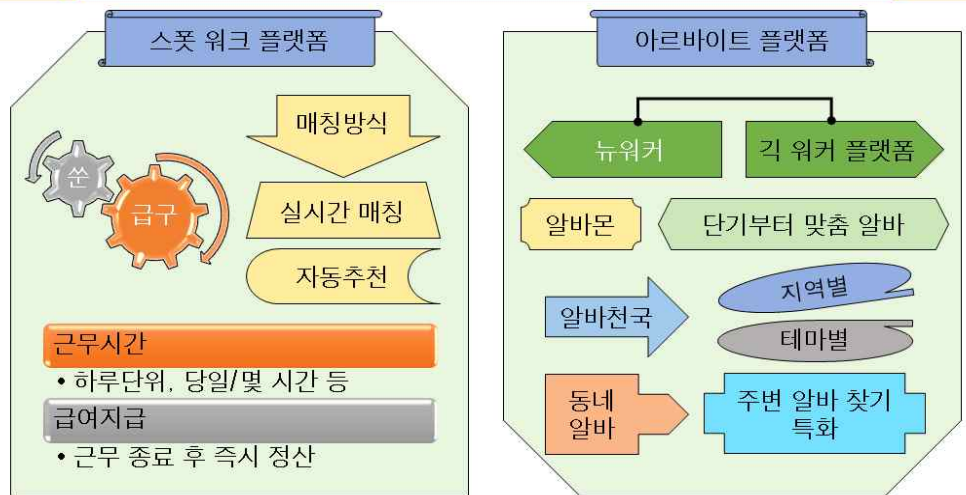 스폿 워크 플랫폼
매칭방식
쑨
급구
실시간 매칭
자동추천
근무시간
• 하루단위, 당일/몇 시간 등
급여지급
• 근무 종료 후 즉시 정산
아르바이트 플랫폼
뉴워커
긱 워커 플랫폼
알바몬
단기부터 맞춤 알바
알바천국
지역별
테마별
동네
알바
주변 알바 찾기
특화